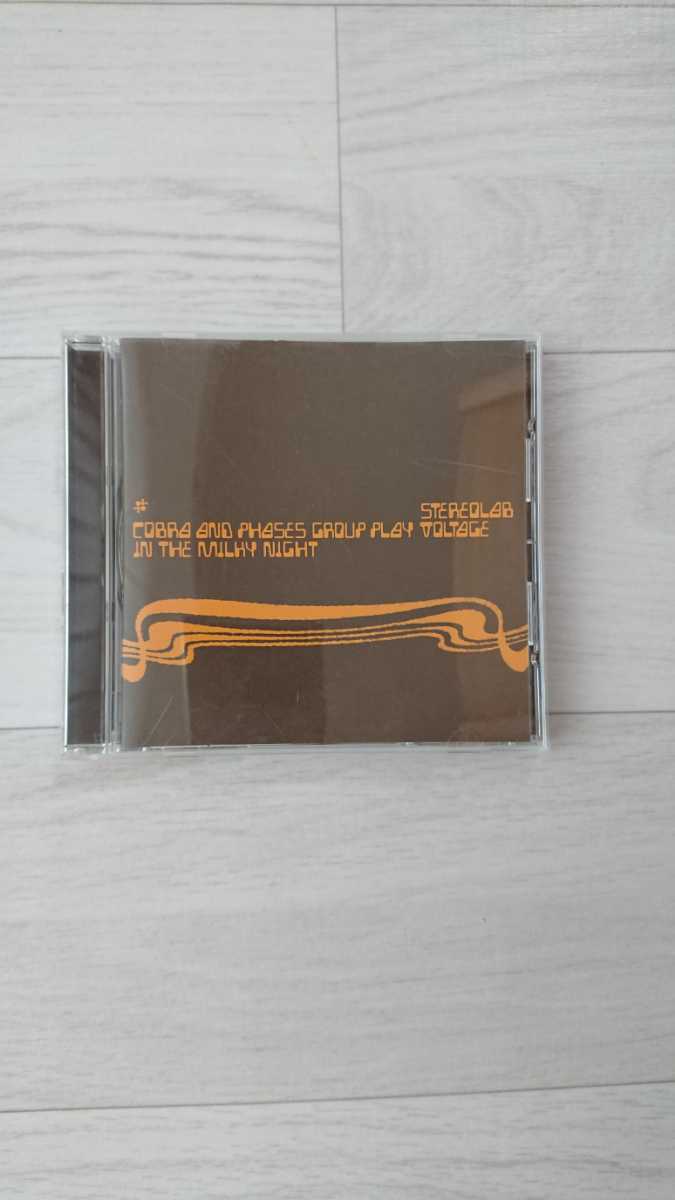 STEREOLAB
COBRA AND PHASES GROUP PLAY VOLTAGE
IN THE MILKY NIGHT